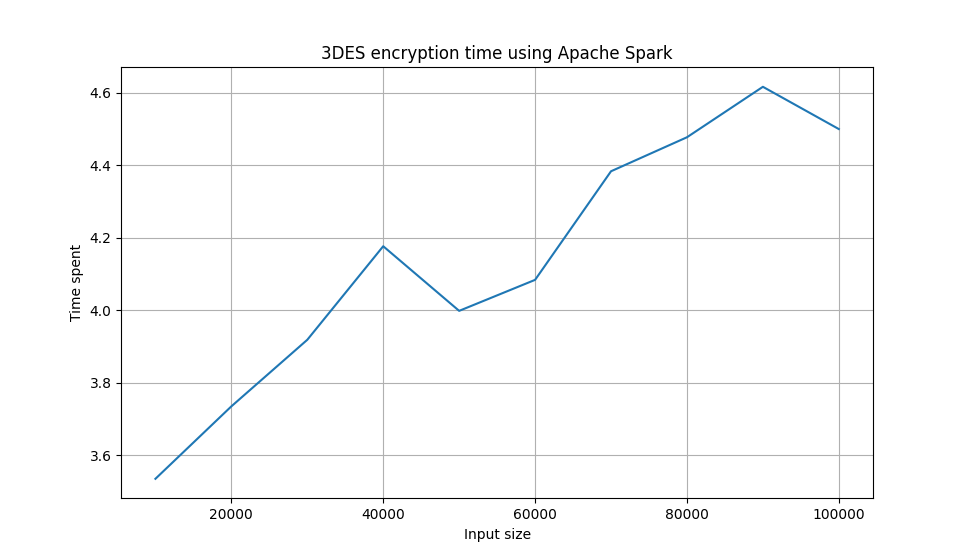 3DES encryption time using Apache Spark
4.6
4.4
4.2
4.0
3.8
3.6
Time spent
20000 40000 60000 80000 100000
Input size